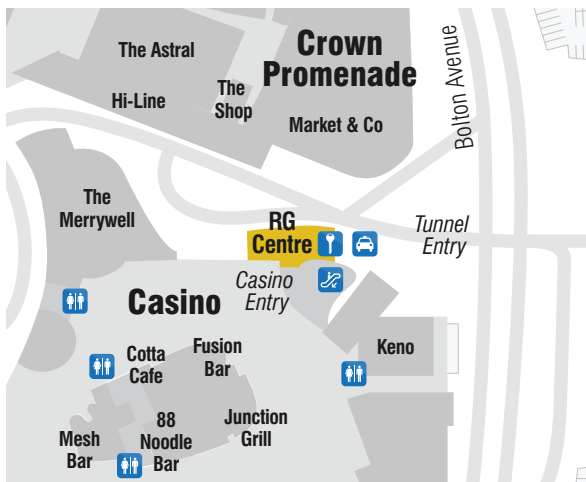 The Astral
Crown
Promenade
Hi-Line
The
Shop
Market & Co
Bolton Avenue
The
Merrywell
RG
Centre
Tunnel
Entry
Casino
Entry
Casino
Cotta
Cafe
Fusion
Bar
Keno
88
Noodle
Bar
Junction
Grill
Mesh
Bar